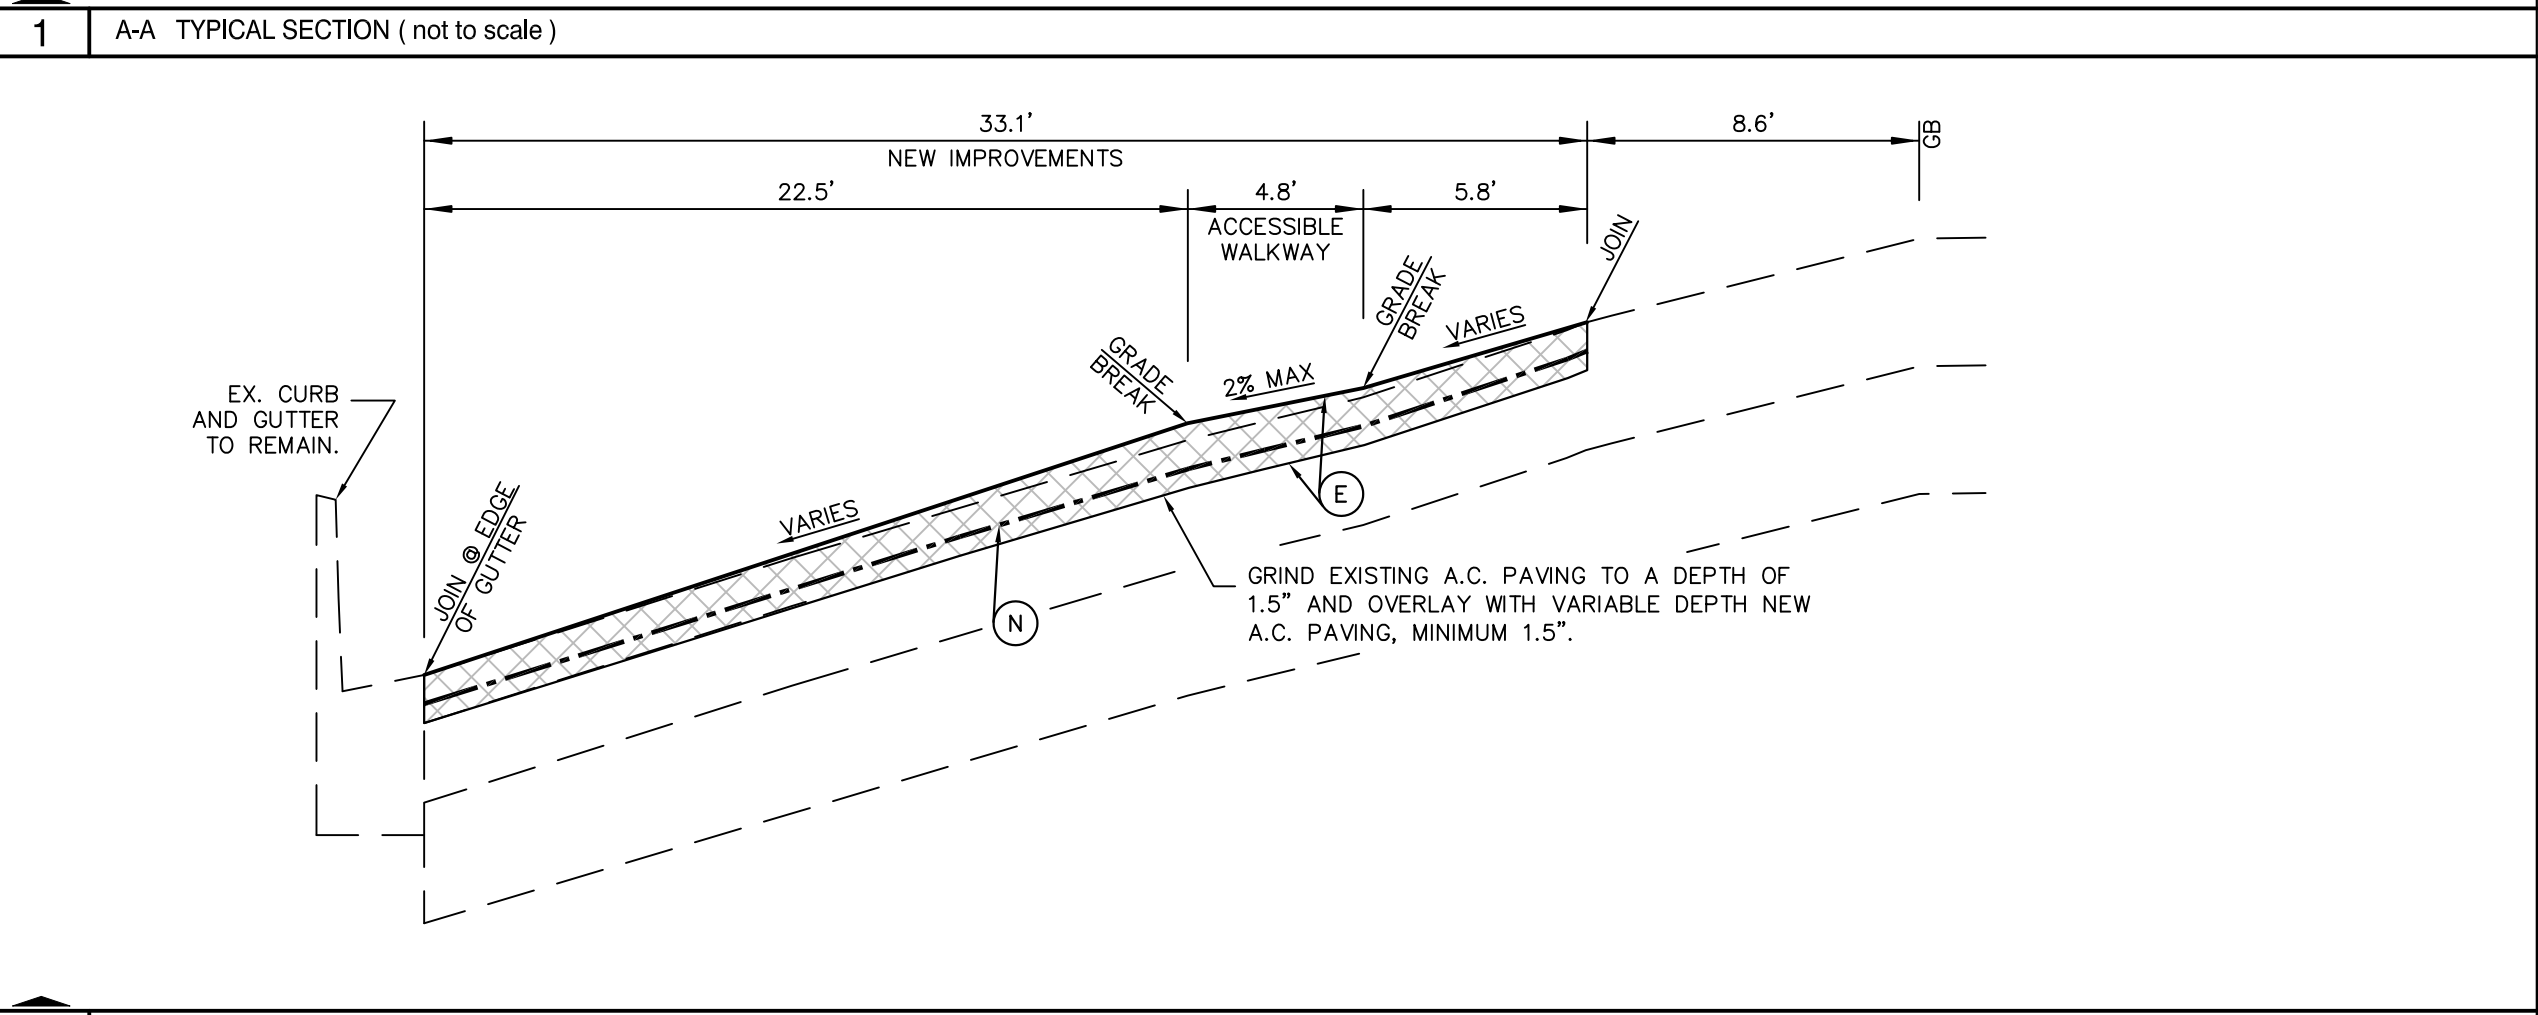 1
A-A TYPICAL SECTION ( not to scale )
33.1’
8.6’
GB
NEW IMPROVEMENTS
22.5’
4.8’
5.8’
ACCESSIBLE
WALKWAY
JOIN
GRADE
BREAK
VARIES
GRADE
BREAK
2% MAX
EX. CURB
AND GUTTER
TO REMAIN.
JOIN @ EDGE
OF GUTTER
VARIES
E
N
GRIND EXISTING A.C. PAVING TO A DEPTH OF
1.5” AND OVERLAY WITH VARIABLE DEPTH NEW
A.C. PAVING, MINIMUM 1.5”.